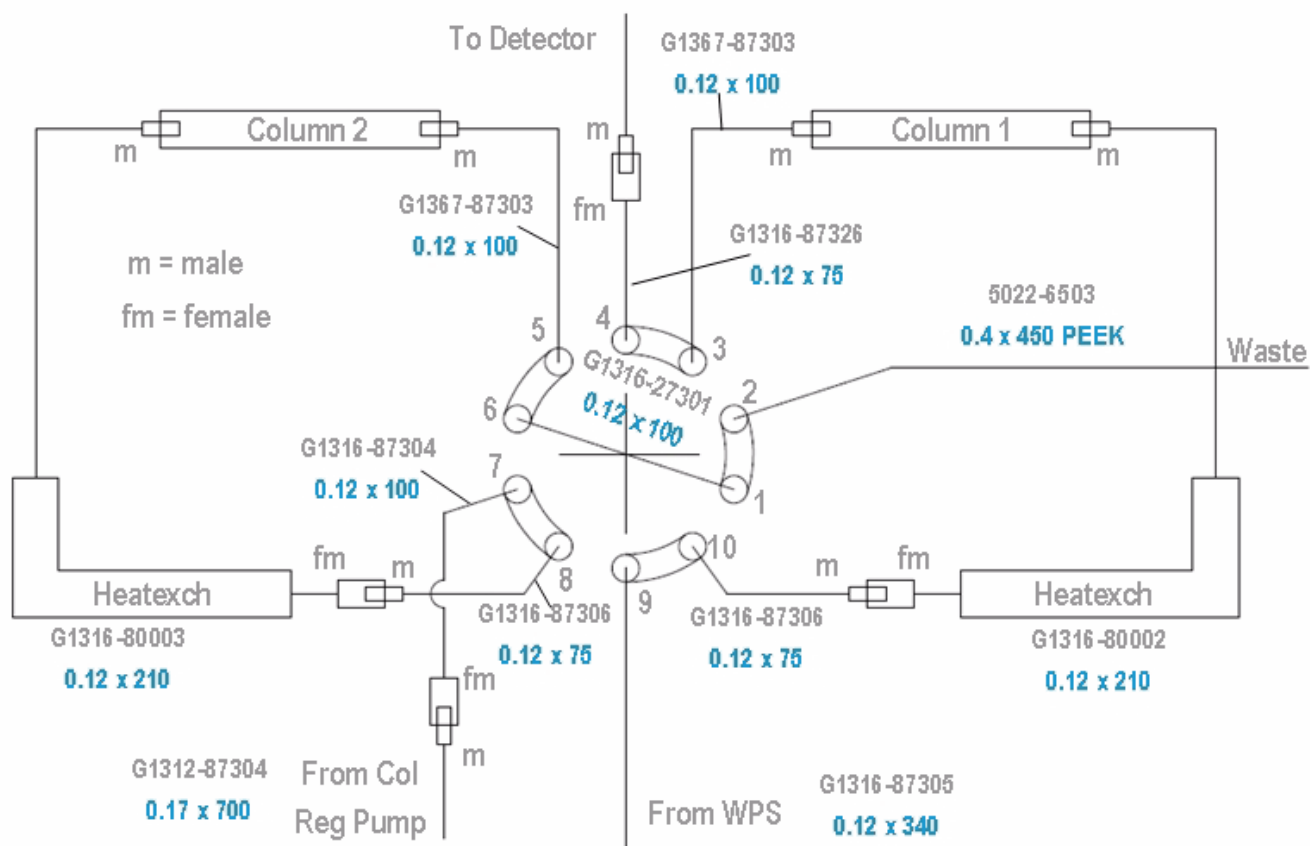 To Detector
G1367-87303
0.12 x 100
Column 2
m
m
m
Column 1
m
m
G1367-87303
0.12 x 100
fm
G1316-87326
0.12 x 75
m = male
fm = female
5022-6503
0.4 x 450 PEEK
Waste
4
5
3
G1316-27301
0.12 x 100
2
6
G1316-87304
0.12 x 100
7
1
10
fm
m
8
9
m
fm
Heatexch
Heatexch
G1316-80003
0.12 x 210
G1316-87306
0.12 x 75
G1316-87306
0.12 x 75
G1316-80002
0.12 x 210
fm
m
G1312-87304
0.17 x 700
From Col
Reg Pump
From WPS
G1316-87305
0.12 x 340